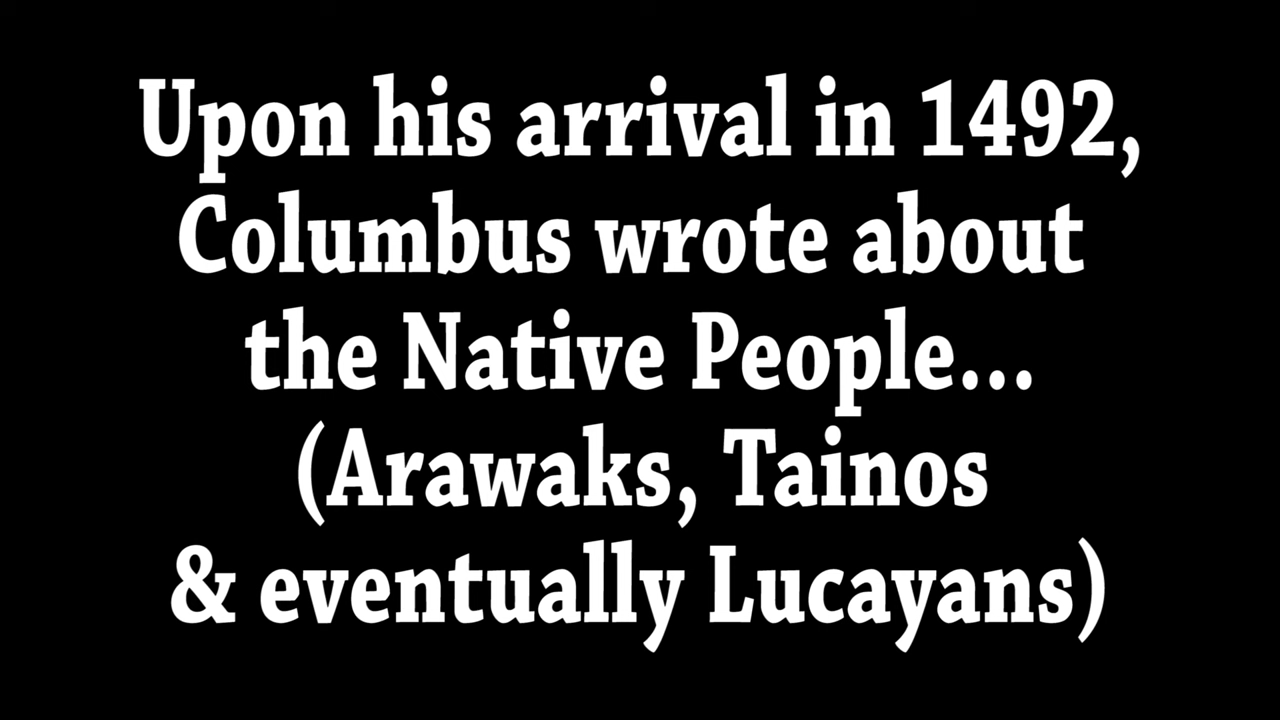 Upon his arrival in 1492,
Columbus wrote about
the Native People...
(Arawaks, Tainos
& eventually Lucayans)